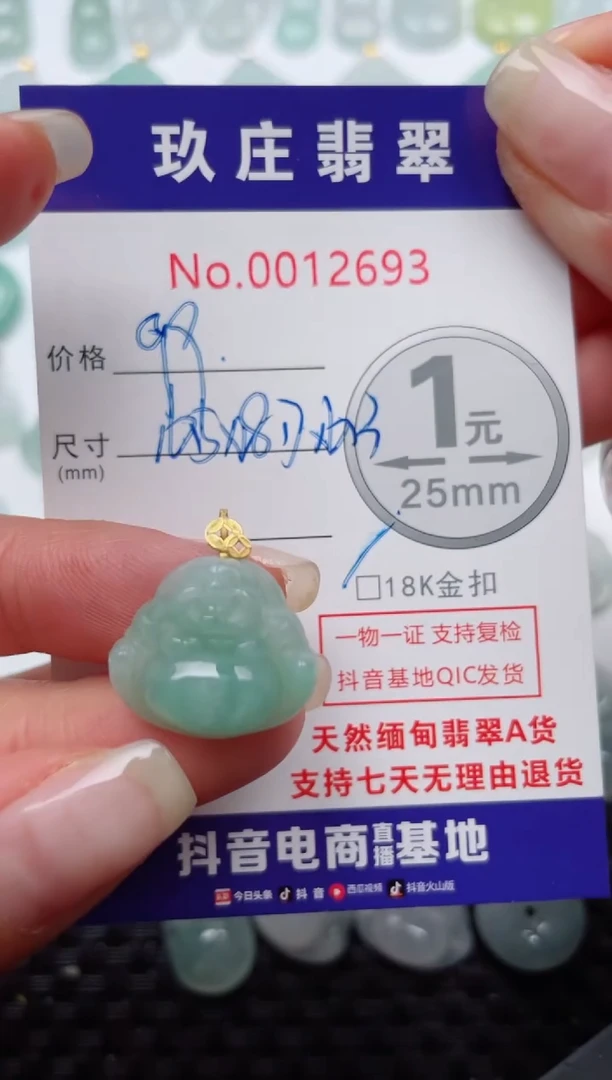 玖庄翡翠
No.0012693
价格
尺寸
(mm)
1元
25mm
□18K金扣
一物一证 支持复检
抖音基地QIC发货
天然缅甸翡翠A货
支持七天无理由退货
抖音电商直播基地
今日头条 抖音 西瓜视频 抖音火山版